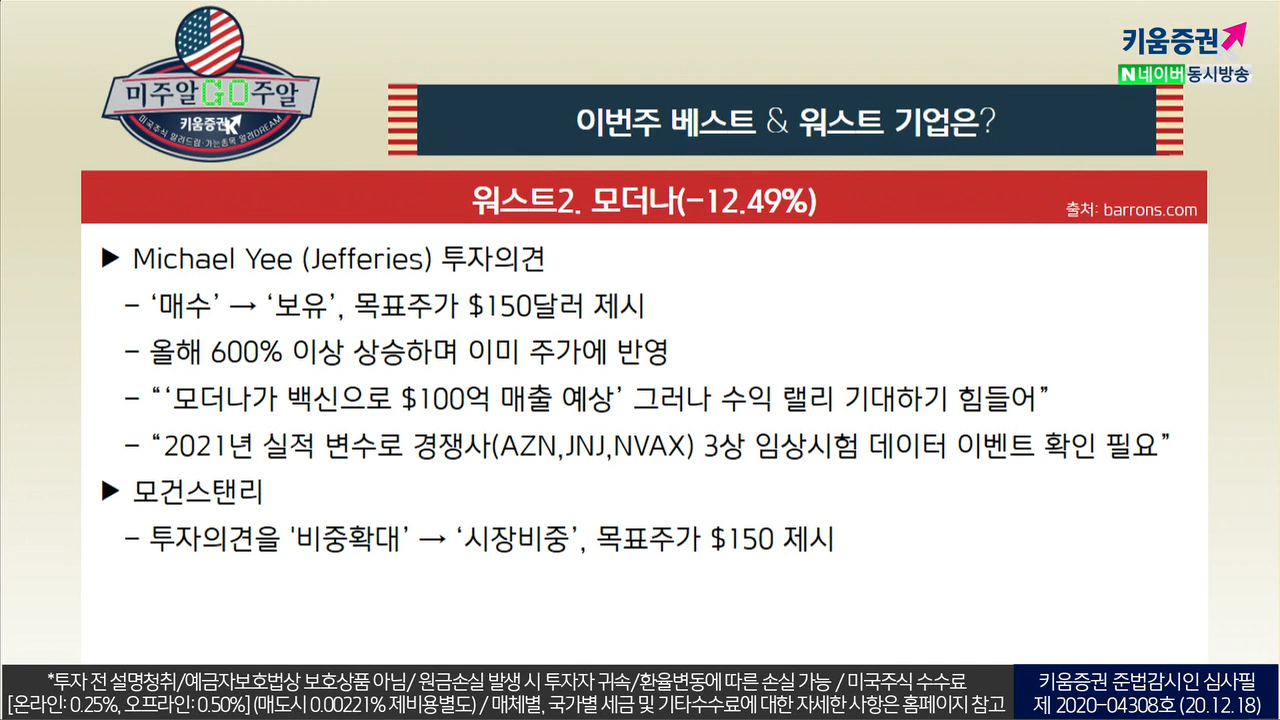 미주알GO주알
키움증권
미국주식 알려드림·가는종목 알려DREAM
키움증권
N 네이버 동시방송
이번주 베스트 & 워스트 기업은?
워스트2. 모더나(-12.49%)
출처: barrons.com
▶ Michael Yee (Jefferies) 투자의견
– ‘매수’ → ‘보유’, 목표주가 $150달러 제시
– 올해 600% 이상 상승하며 이미 주가에 반영
– “‘모더나가 백신으로 $100억 매출 예상’ 그러나 수익 랠리 기대하기 힘들어”
– “2021년 실적 변수로 경쟁사(AZN,JNJ,NVAX) 3상 임상시험 데이터 이벤트 확인 필요”
▶ 모건스탠리
– 투자의견을 '비중확대’ → ‘시장비중’, 목표주가 $150 제시
*투자 전 설명청취/예금자보호법상 보호상품 아님/ 원금손실 발생 시 투자자 귀속/환율변동에 따른 손실 가능 / 미국주식 수수료
[온라인: 0.25%, 오프라인: 0.50%] (매도시 0.00221% 제비용별도) / 매체별, 국가별 세금 및 기타수수료에 대한 자세한 사항은 홈페이지 참고
키움증권 준법감시인 심사필
제 2020-04308호 (20.12.18)